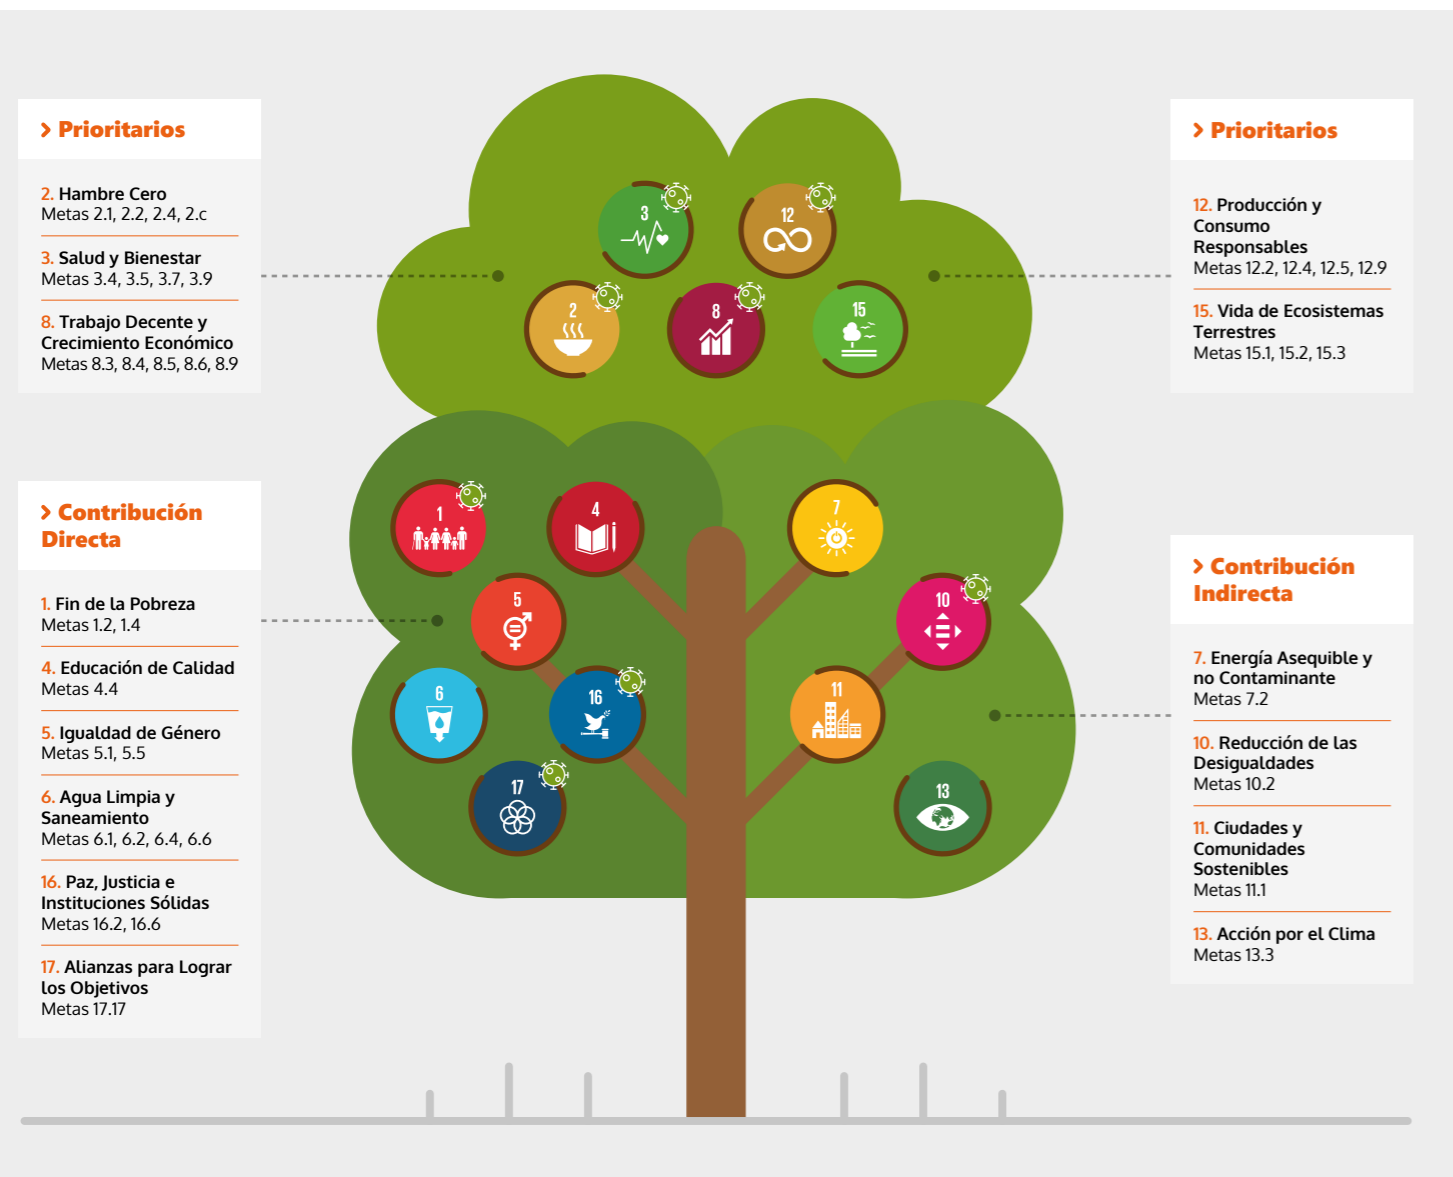 > Prioritarios
2. Hambre Cero
Metas 2.1, 2.2, 2.4, 2.c
3. Salud y Bienestar
Metas 3.4, 3.5, 3.7, 3.9
8. Trabajo Decente y
Crecimiento Económico
Metas 8.3, 8.4, 8.5, 8.6, 8.9
> Contribución
Directa
1. Fin de la Pobreza
Metas 1.2, 1.4
4. Educación de Calidad
Metas 4.4
5. Igualdad de Género
Metas 5.1, 5.5
6. Agua Limpia y
Saneamiento
Metas 6.1, 6.2, 6.4, 6.6
16. Paz, Justicia e
Instituciones Sólidas
Metas 16.2, 16.6
17. Alianzas para Lograr
los Objetivos
Metas 17.17
3
12
2
8
15
1
4
7
5
10
6
16
11
17
13
> Prioritarios
12. Producción y
Consumo
Responsables
Metas 12.2, 12.4, 12.5, 12.9
15. Vida de Ecosistemas
Terrestres
Metas 15.1, 15.2, 15.3
> Contribución
Indirecta
7. Energía Asequible y
no Contaminante
Metas 7.2
10. Reducción de las
Desigualdades
Metas 10.2
11. Ciudades y
Comunidades
Sostenibles
Metas 11.1
13. Acción por el Clima
Metas 13.3